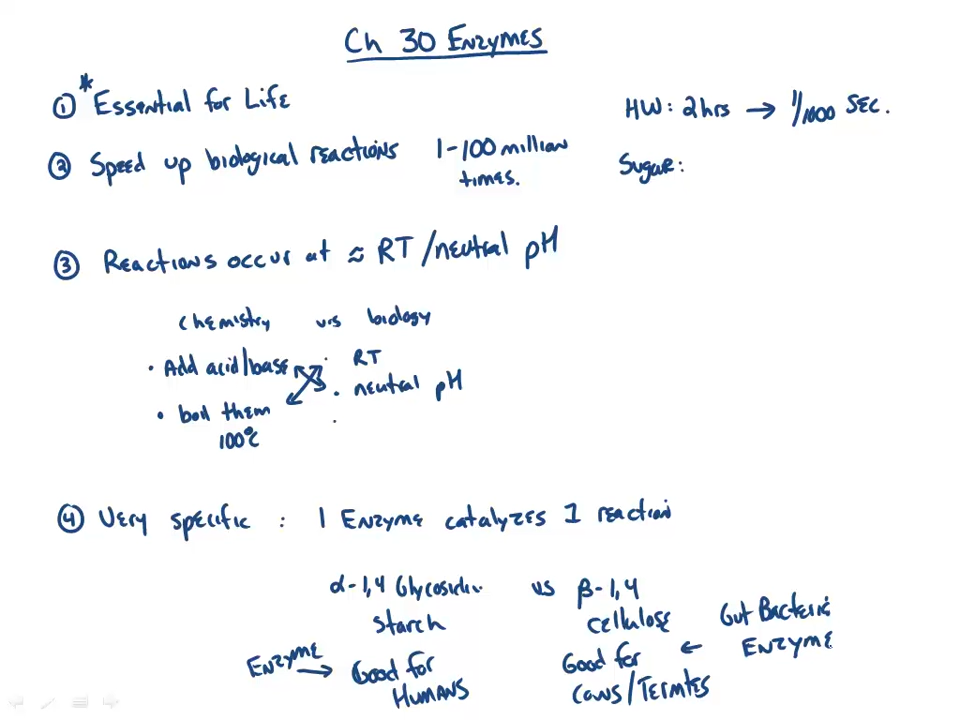 Ch 30 Enzymes
① *Essential for Life
HW: 2hrs → 1/1000 SEC.
② Speed up biological reactions 1-100 million times.
Sugar:
③ Reactions occur at ≈ RT/neutral pH
chemistry v.s biology
• Add acid/base
• RT
• neutral pH
• boil them
100°C
④ Very specific : 1 Enzyme catalyzes 1 reaction
α-1,4 Glycosidic vs β-1,4
starch
cellulose
Gut Bacteria
Enzyme → Good for
HUMANS
Good for ← Enzyme
Cows/Termites